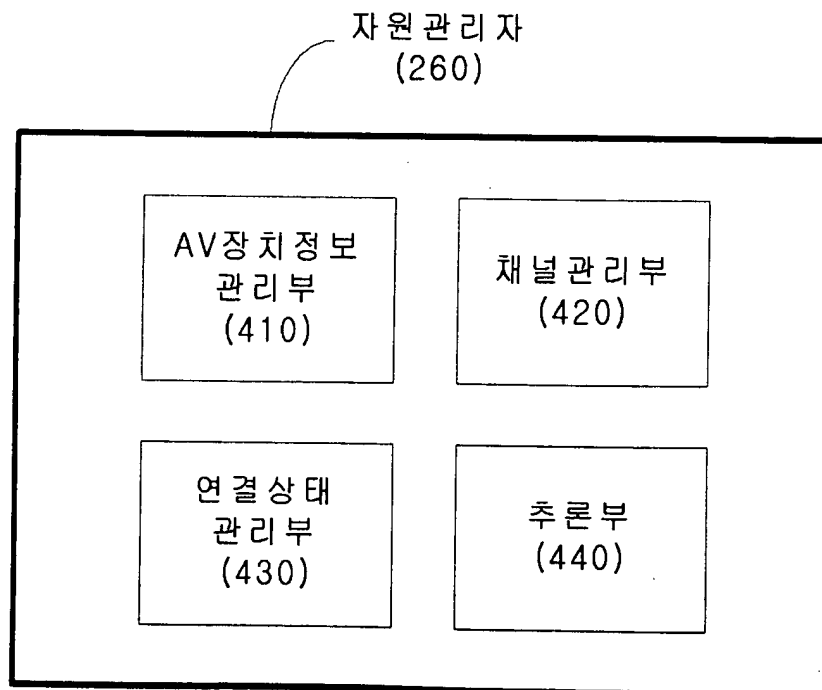 자원관리자
(260)
AV장치정보
관리부
(410)
채널관리부
(420)
연결상태
관리부
(430)
추론부
(440)